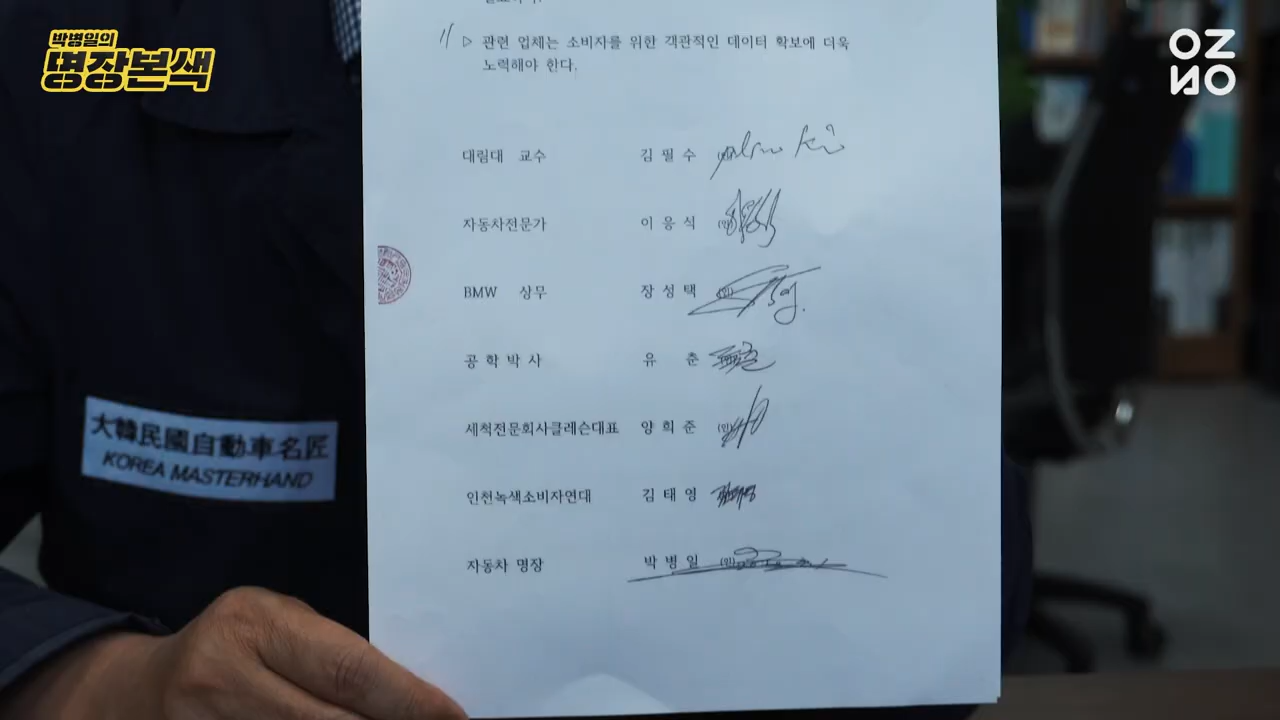 박병일의
명장본색
OZ
NO
▷ 관련 업체는 소비자를 위한 객관적인 데이터 확보에 더욱
노력해야 한다.
대림대 교수 김필수
자동차전문가 이응식 (인)
BMW 상무 장성택 (인)
공학박사 유춘
세척전문회사클레슨대표 양희준 (인)
인천녹색소비자연대 김태영
자동차 명장 박병일 (인)
大韓民國自動車名匠
KOREA MASTERHAND